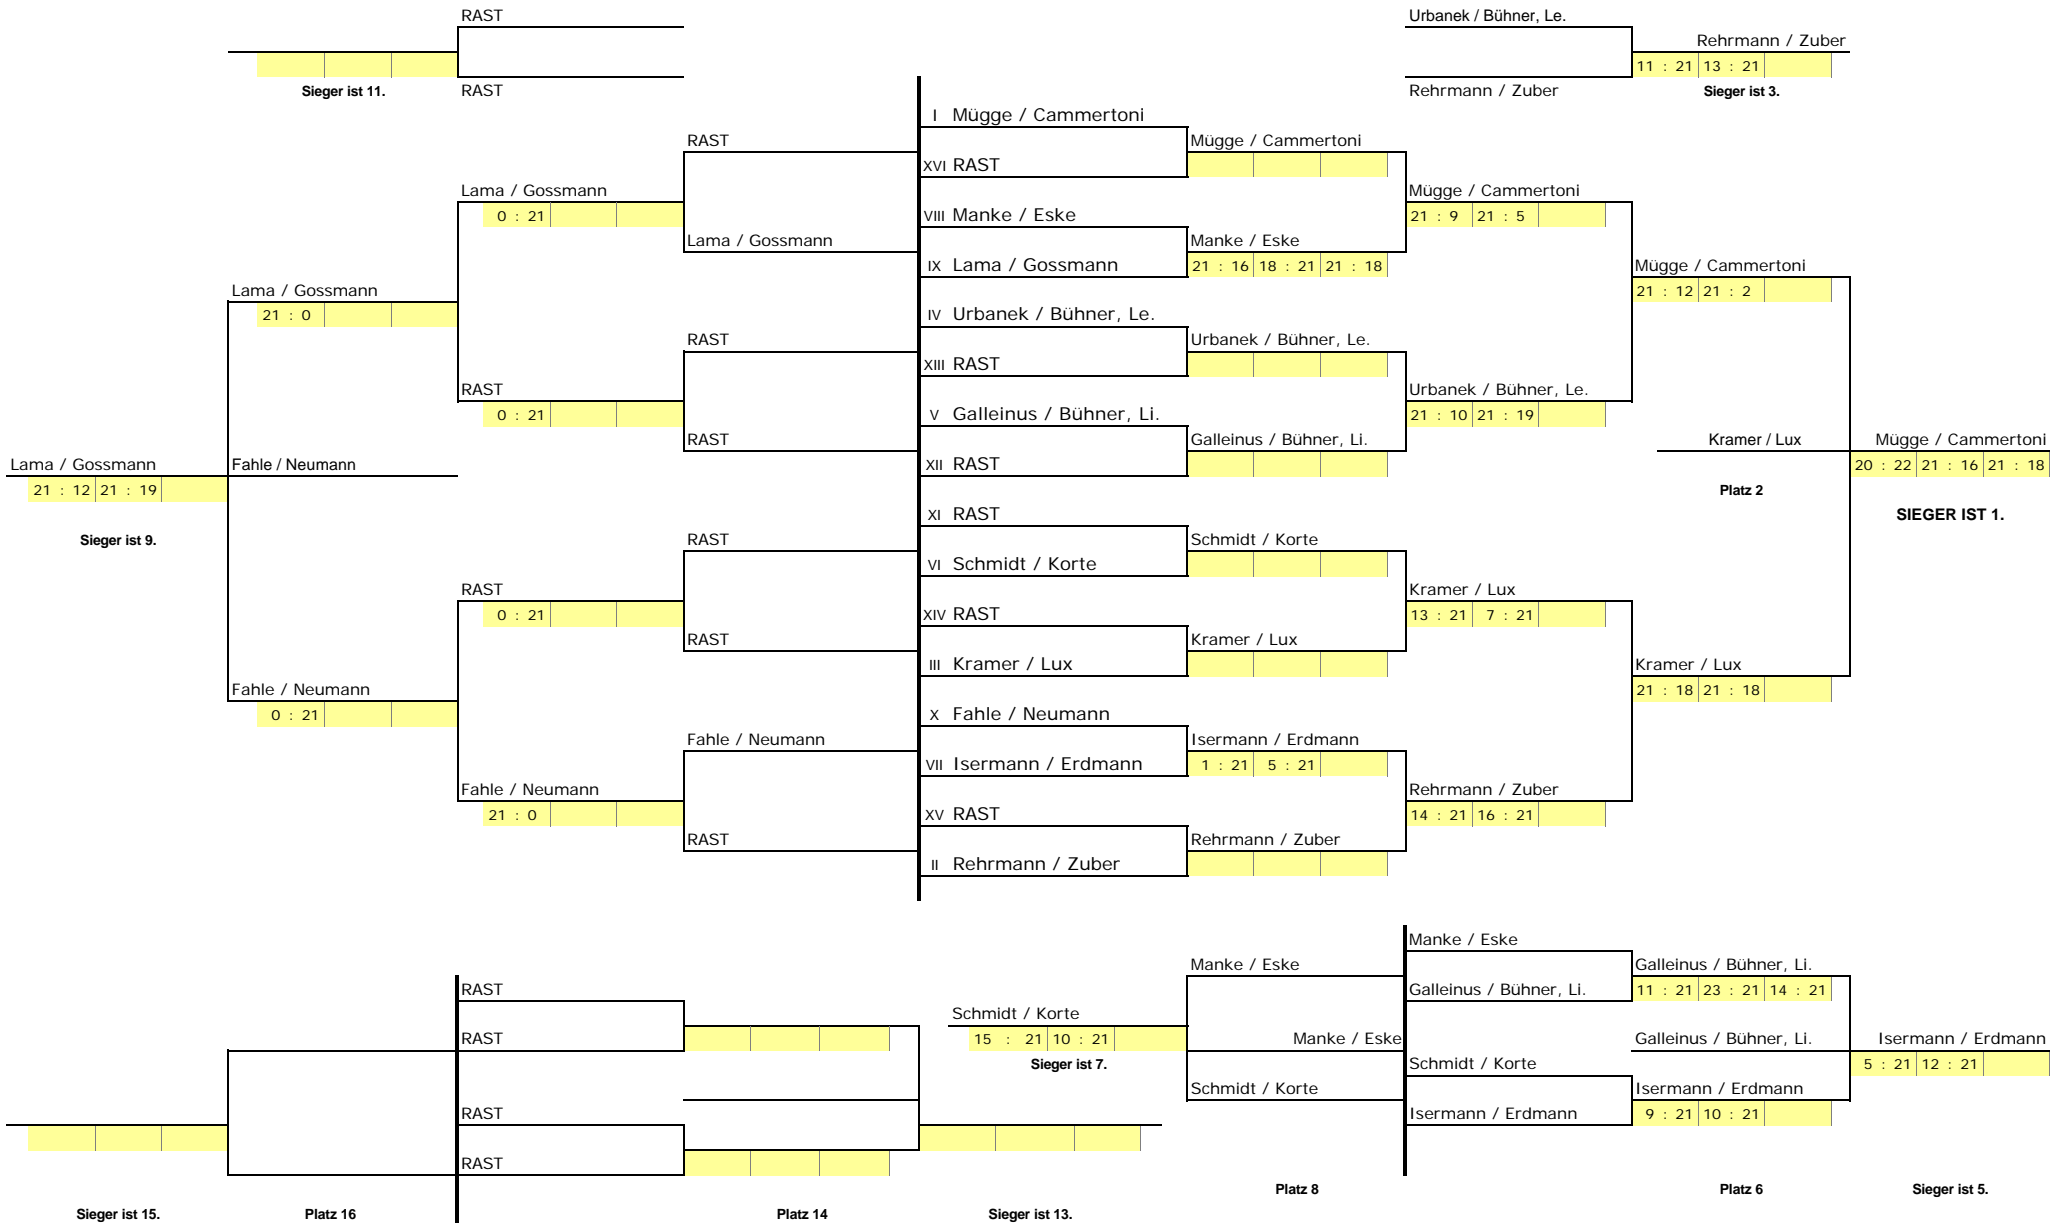 RAST Urbanek / Bühner, Le.
Rehrmann / Zuber
11 : 21 13 : 21
Sieger ist 11. RAST Rehrmann / Zuber Sieger ist 3.
I Mügge / Cammertoni
RAST Mügge / Cammertoni
XVI RAST
Lama / Gossmann Mügge / Cammertoni
0 : 21 VIII Manke / Eske 21 : 9 21 : 5
Lama / Gossmann Manke / Eske
IX Lama / Gossmann 21 : 16 18 : 21 21 : 18 Mügge / Cammertoni
Lama / Gossmann 21 : 12 21 : 2
21 : 0 IV Urbanek / Bühner, Le.
RAST Urbanek / Bühner, Le.
XIII RAST
RAST Urbanek / Bühner, Le.
0 : 21 V Galleinus / Bühner, Li. 21 : 10 21 : 19
RAST Galleinus / Bühner, Li. Kramer / Lux Mügge / Cammertoni
Lama / Gossmann Fahle / Neumann XII RAST 20 : 22 21 : 16 21 : 18
21 : 12 21 : 19 Platz 2
XI RAST SIEGER IST 1.
Sieger ist 9. RAST Schmidt / Korte
VI Schmidt / Korte
RAST Kramer / Lux
0 : 21 XIV RAST 13 : 21 7 : 21
RAST Kramer / Lux
III Kramer / Lux Kramer / Lux
Fahle / Neumann 21 : 18 21 : 18
0 : 21 X Fahle / Neumann
Fahle / Neumann Isermann / Erdmann
VII Isermann / Erdmann 1 : 21 5 : 21
Fahle / Neumann Rehrmann / Zuber
21 : 0 XV RAST 14 : 21 16 : 21
RAST Rehrmann / Zuber
II Rehrmann / Zuber
Manke / Eske
Manke / Eske Galleinus / Bühner, Li.
RAST Galleinus / Bühner, Li. 11 : 21 23 : 21 14 : 21
Schmidt / Korte
RAST 15 : 21 10 : 21 Manke / Eske Galleinus / Bühner, Li. Isermann / Erdmann
Sieger ist 7. Schmidt / Korte 5 : 21 12 : 21
Schmidt / Korte Isermann / Erdmann
RAST Isermann / Erdmann 9 : 21 10 : 21
RAST
Platz 8 Platz 6 Sieger ist 5.
Sieger ist 15. Platz 16 Platz 14 Sieger ist 13.